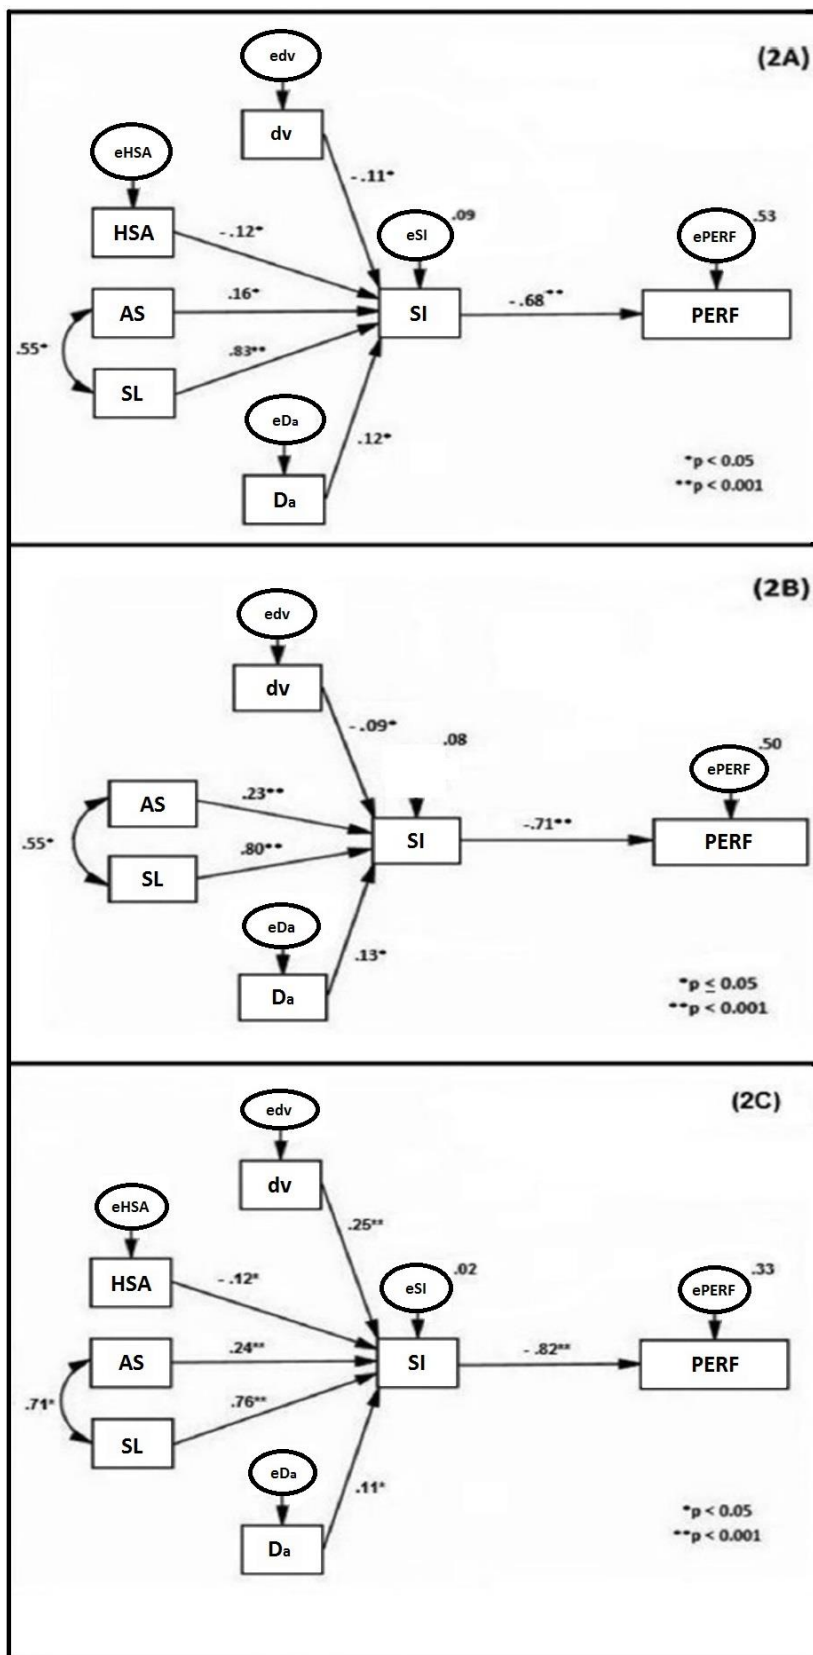 (2A)
edv
dv
eHSA
HSA
- .11*
- .12*
eSI
.09
ePERF
.53
AS
.16*
SI
- .68**
PERF
.55*
.83**
SL
eDa
.12*
Da
*p < 0.05
**p < 0.001
(2B)
edv
dv
- .09*
.08
.50
ePERF
AS
.23**
SI
-.71**
PERF
.55*
.80**
SL
eDa
.13*
Da
*p ≤ 0.05
**p < 0.001
(2C)
edv
dv
eHSA
.25**
HSA
- .12*
eSI
.02
ePERF
.33
AS
.24**
SI
- .82**
PERF
.71*
.76**
SL
eDa
.11*
Da
*p < 0.05
**p < 0.001